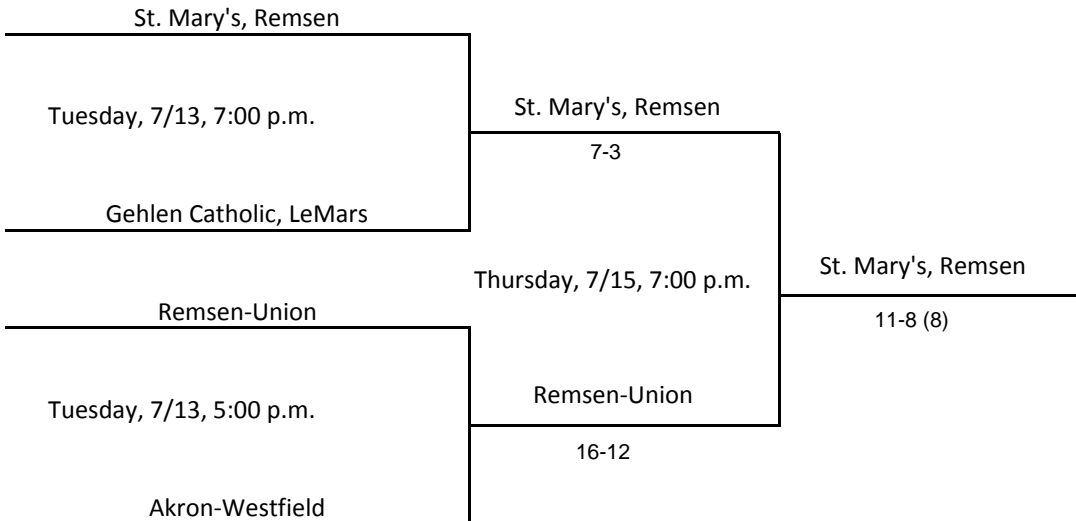 St. Mary's, Remsen
Tuesday, 7/13, 7:00 p.m.
St. Mary's, Remsen
7-3
Gehlen Catholic, LeMars
Thursday, 7/15, 7:00 p.m.
St. Mary's, Remsen
11-8 (8)
Remsen-Union
Tuesday, 7/13, 5:00 p.m.
Remsen-Union
16-12
Akron-Westfield